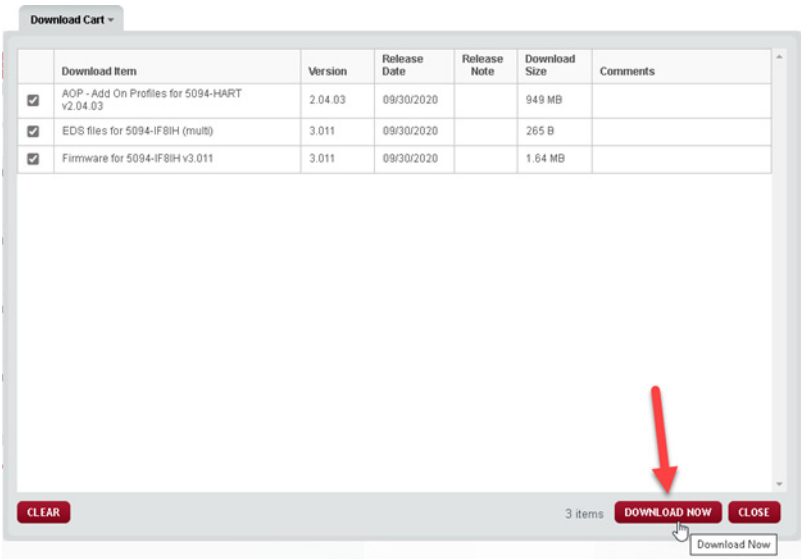 Download Cart
Download Item Version Release Date Release Note Download Size Comments
AOP - Add On Profiles for 5094-HART v2.04.03 2.04.03 09/30/2020 949 MB
EDS files for 5094-IF8IH (multi) 3.011 09/30/2020 265 B
Firmware for 5094-IF8IH v3.011 3.011 09/30/2020 1.64 MB
CLEAR 3 items DOWNLOAD NOW CLOSE
Download Now